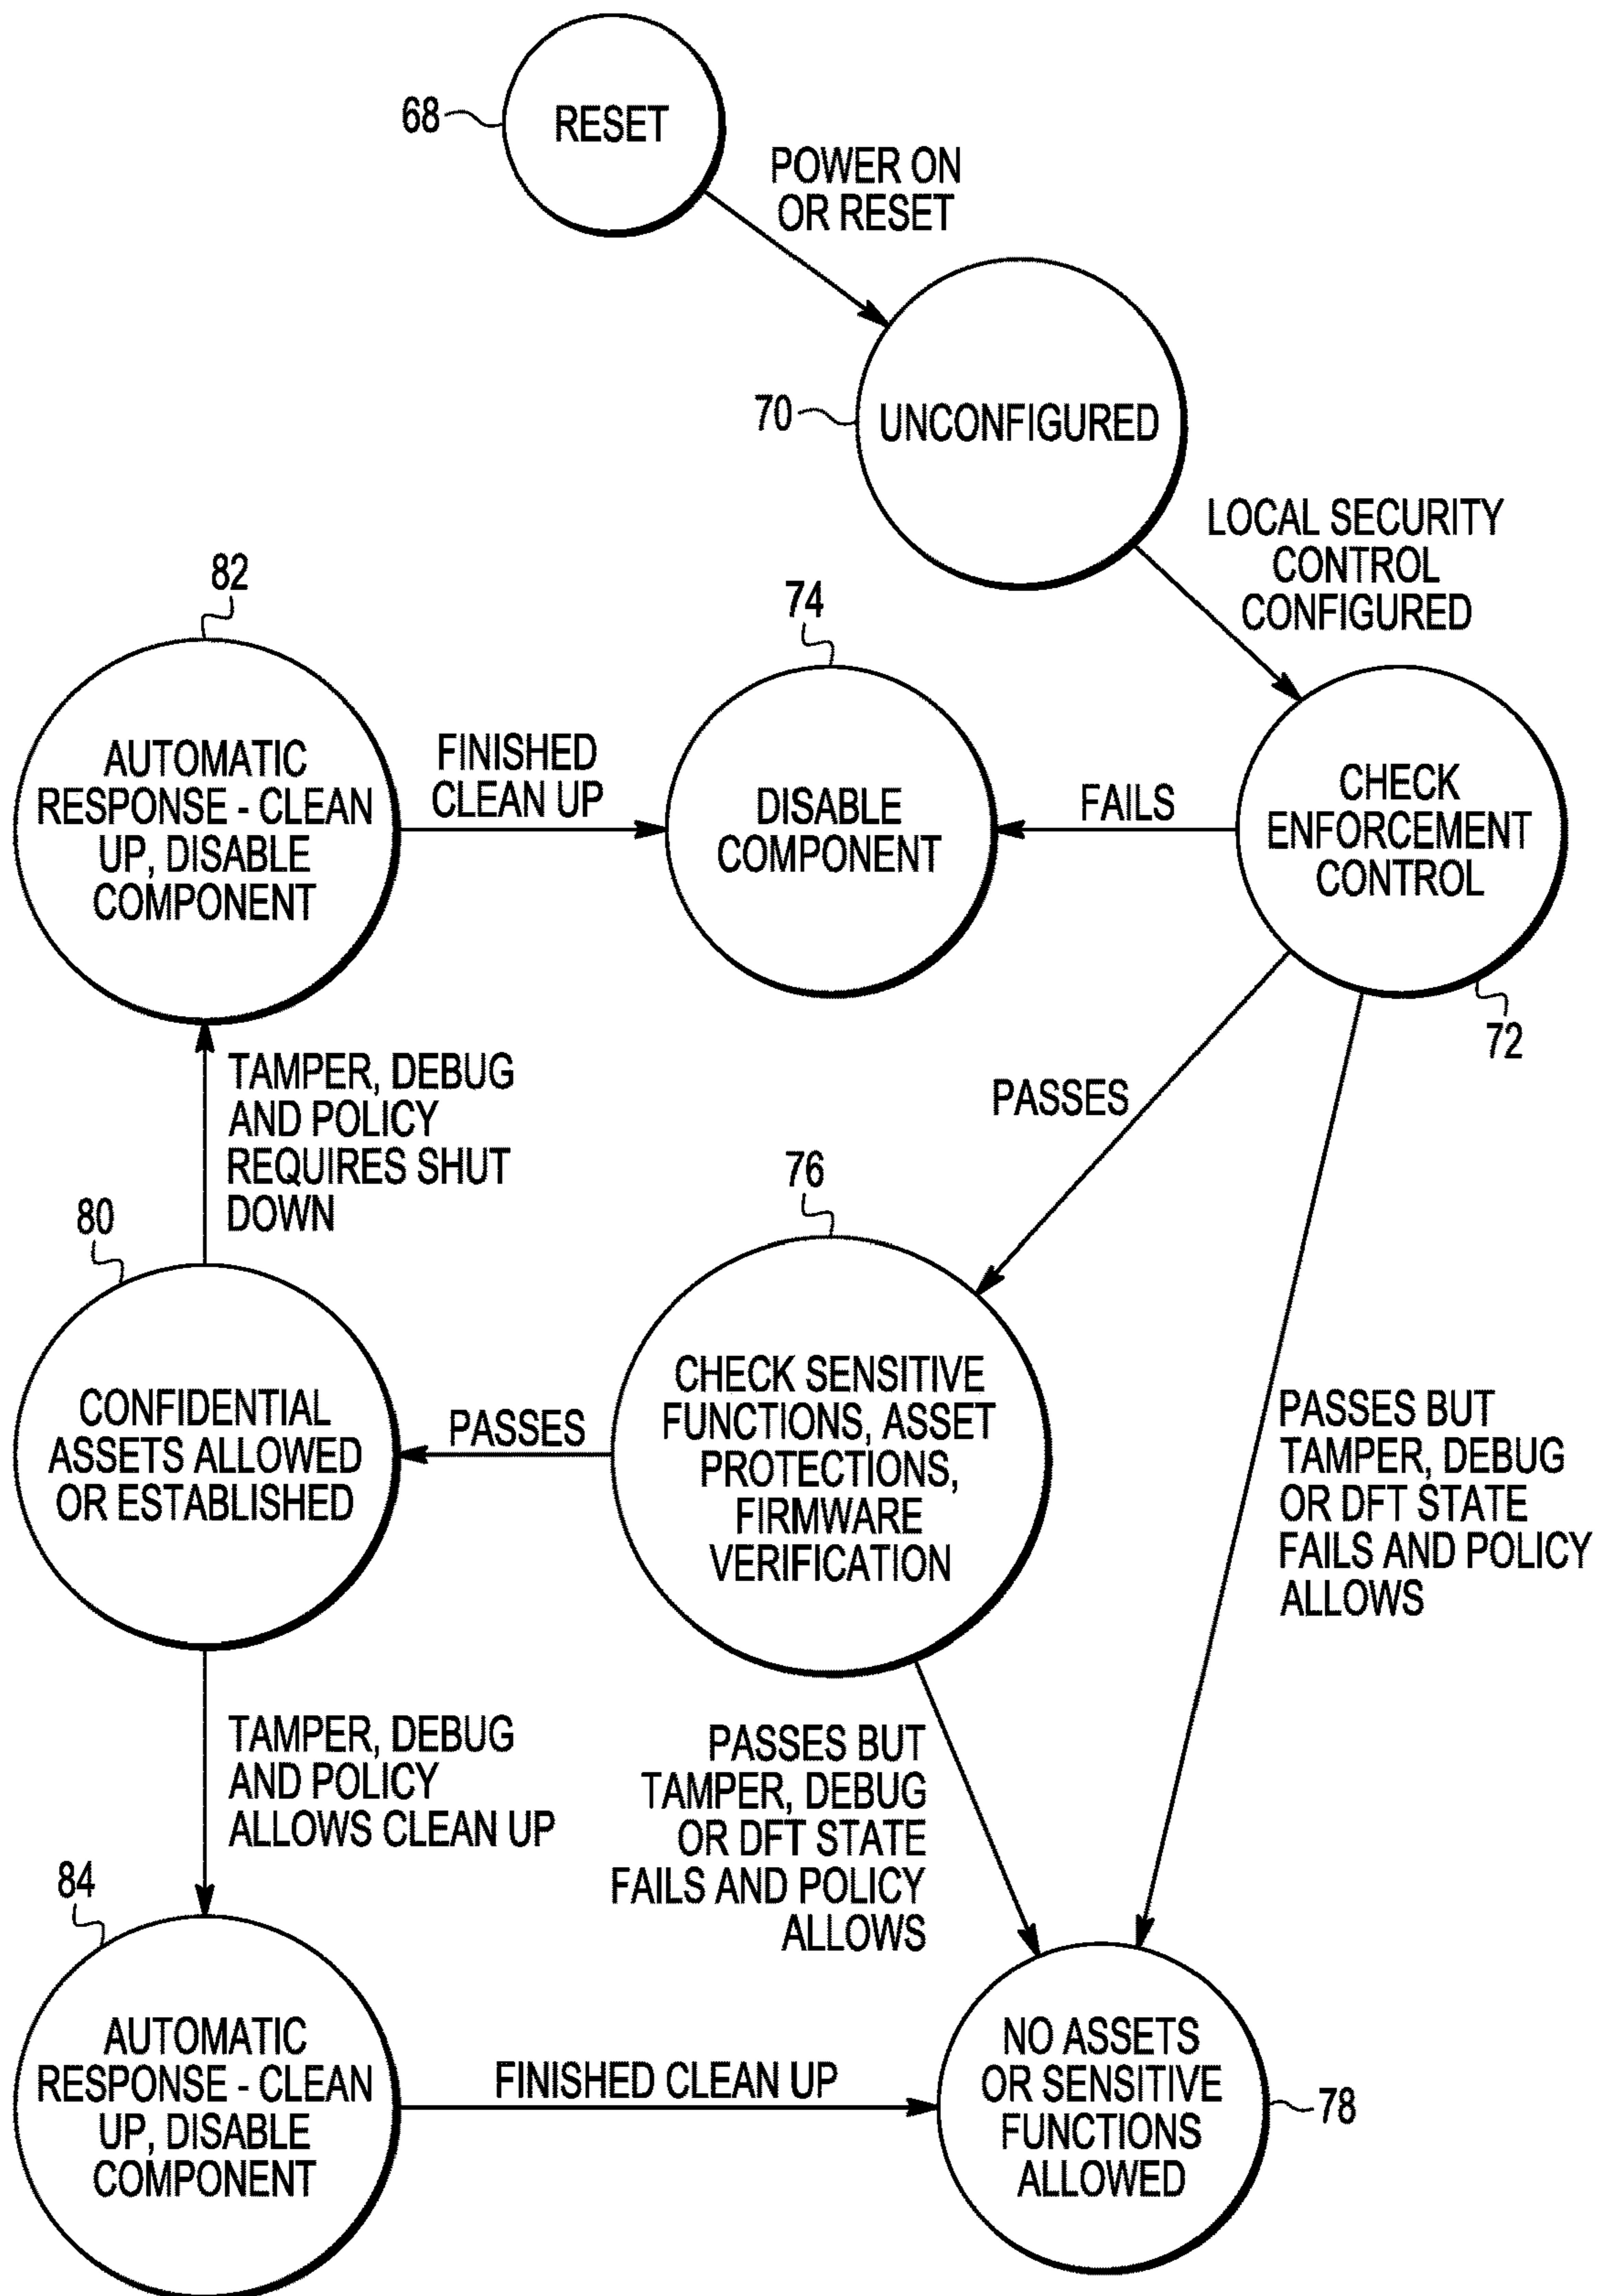 68
RESET
POWER ON
OR RESET
70
UNCONFIGURED
LOCAL SECURITY
CONTROL
CONFIGURED
82
AUTOMATIC
RESPONSE - CLEAN
UP, DISABLE
COMPONENT
FINISHED
CLEAN UP
74
DISABLE
COMPONENT
FAILS
CHECK
ENFORCEMENT
CONTROL
72
TAMPER, DEBUG
AND POLICY
REQUIRES SHUT
DOWN
PASSES
80
CONFIDENTIAL
ASSETS ALLOWED
OR ESTABLISHED
PASSES
76
CHECK SENSITIVE
FUNCTIONS, ASSET
PROTECTIONS,
FIRMWARE
VERIFICATION
PASSES BUT
TAMPER, DEBUG
OR DFT STATE
FAILS AND POLICY
ALLOWS
TAMPER, DEBUG
AND POLICY
ALLOWS CLEAN UP
PASSES BUT
TAMPER, DEBUG
OR DFT STATE
FAILS AND POLICY
ALLOWS
84
AUTOMATIC
RESPONSE - CLEAN
UP, DISABLE
COMPONENT
FINISHED CLEAN UP
NO ASSETS
OR SENSITIVE
FUNCTIONS
ALLOWED
78